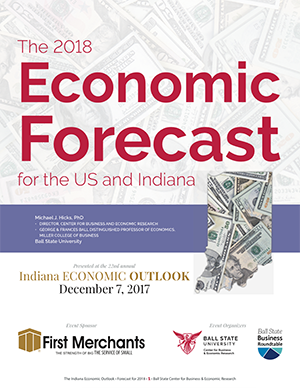 The 2018
Economic
Forecast
for the US and Indiana
Michael J. Hicks, PhD
• DIRECTOR, CENTER FOR BUSINESS AND ECONOMIC RESEARCH
• GEORGE & FRANCES BALL DISTINGUISHED PROFESSOR OF ECONOMICS,
MILLER COLLEGE OF BUSINESS
Ball State University
Presented at the 22nd annual
Indiana ECONOMIC OUTLOOK
December 7, 2017
Event Sponsor
First Merchants
THE STRENGTH OF BIG THE SERVICE OF SMALL
Event Organizers
BALL STATE
UNIVERSITY
Center for Business
& Economic Research
Ball State
Business
Roundtable
The Indiana Economic Outlook • Forecast for 2018 | 1 | Ball State Center for Business & Economic Research